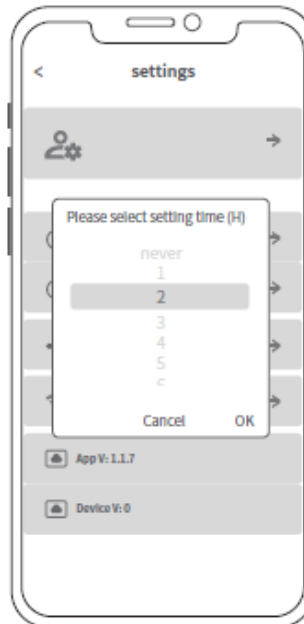 <
settings
Please select setting time (H)
never
1
2
3
4
5
Cancel
OK
App V: 1.1.7
Device V: 0